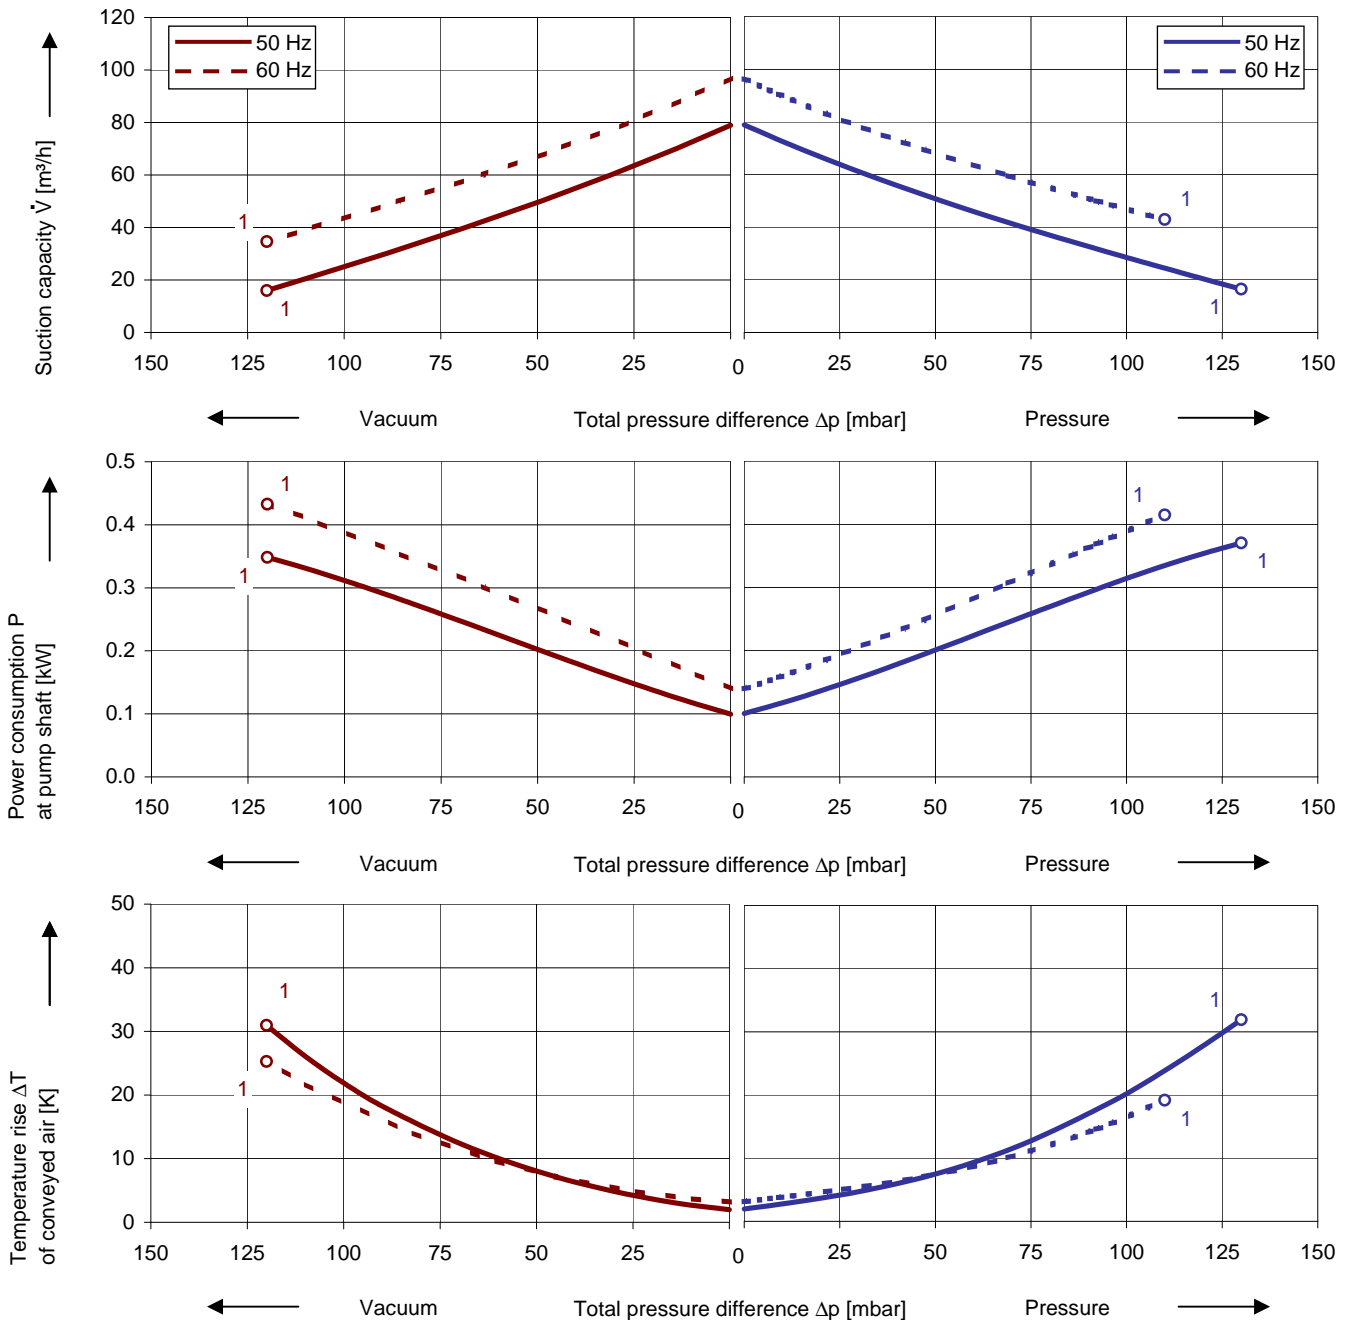 120
100
80
60
40
20
0
50 Hz
60 Hz
50 Hz
60 Hz
Suction capacity V̇ [m³/h]
1
1
1
1
150 125 100 75 50 25 0 25 50 75 100 125 150
Vacuum Total pressure difference Δp [mbar] Pressure
0.5
0.4
0.3
0.2
0.1
0.0
Power consumption P
at pump shaft [kW]
1
1
1
1
150 125 100 75 50 25 0 25 50 75 100 125 150
Vacuum Total pressure difference Δp [mbar] Pressure
50
40
30
20
10
0
Temperature rise ΔT
of conveyed air [K]
1
1
1
1
150 125 100 75 50 25 0 25 50 75 100 125 150
Vacuum Total pressure difference Δp [mbar] Pressure